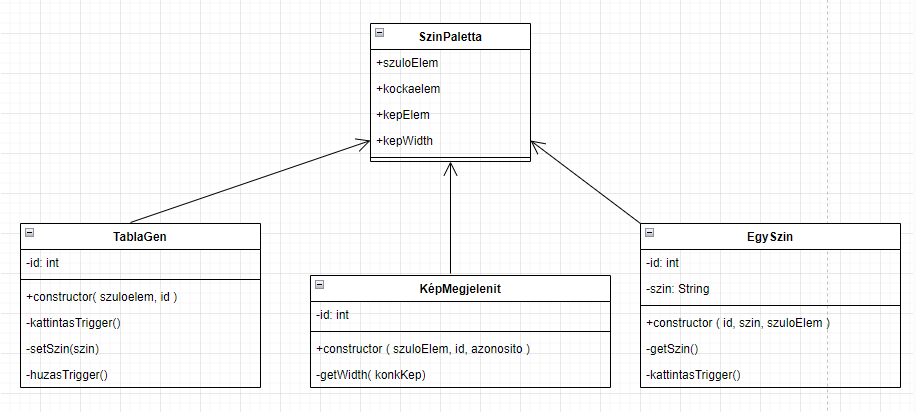 SzinPaletta
+szuloElem
+kockaelem
+kepElem
+kepWidth
TablaGen
-id: int
+constructor( szuloelem, id )
-kattintasTrigger()
-setSzin(szin)
-huzasTrigger()
KépMegjelenit
-id: int
+constructor ( szuloElem, id, azonosito )
-getWidth( konkKep)
EgySzin
-id: int
-szin: String
+constructor ( id, szin, szuloElem )
-getSzin()
-kattintasTrigger()